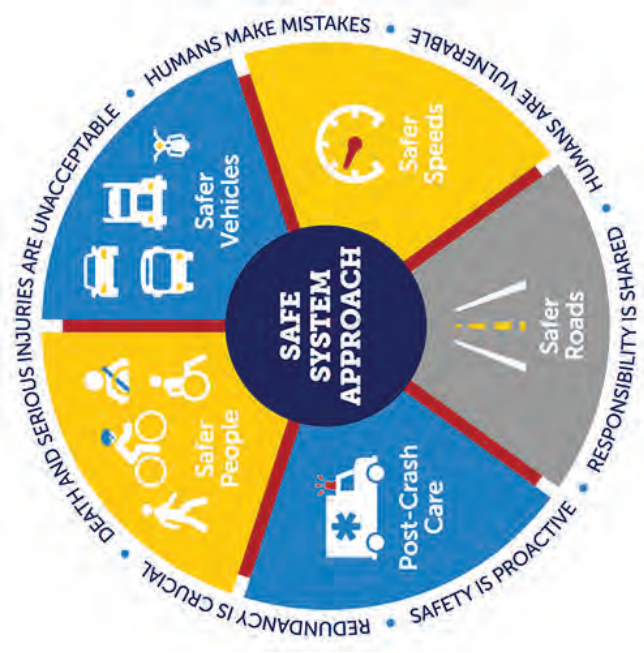 DEATH AND SERIOUS INJURIES ARE UNACCEPTABLE
HUMANS MAKE MISTAKES
HUMANS ARE VULNERABLE
RESPONSIBILITY IS SHARED
SAFETY IS PROACTIVE
REDUNDANCY IS CRUCIAL
Safer
People
Safer
Vehicles
Safer
Speeds
Safer
Roads
Post-Crash
Care
SAFE
SYSTEM
APPROACH